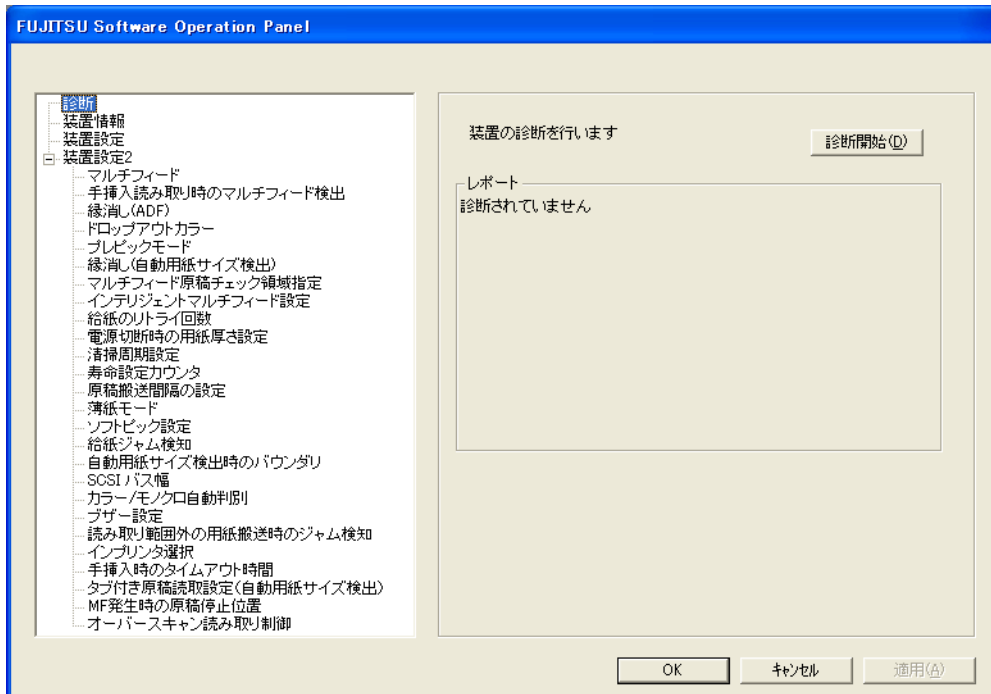 FUJITSU Software Operation Panel
診断
装置情報
装置設定
装置設定2
マルチフィード
手挿入読み取り時のマルチフィード検出
縁消し(ADF)
ドロップアウトカラー
プレピックモード
縁消し(自動用紙サイズ検出)
マルチフィード原稿チェック領域指定
インテリジェントマルチフィード設定
給紙のリトライ回数
電源切断時の用紙厚さ設定
清掃周期設定
寿命設定カウンタ
原稿搬送間隔の設定
薄紙モード
ソフトピック設定
給紙ジャム検知
自動用紙サイズ検出時のバウンダリ
SCSI バス幅
カラー/モノクロ自動判別
ブザー設定
読み取り範囲外の用紙搬送時のジャム検知
インプリンタ選択
手挿入時のタイムアウト時間
タブ付き原稿読取設定(自動用紙サイズ検出)
MF発生時の原稿停止位置
オーバースキャン読み取り制御
装置の診断を行います
診断開始(D)
レポート
診断されていません
OK
キャンセル
適用(A)